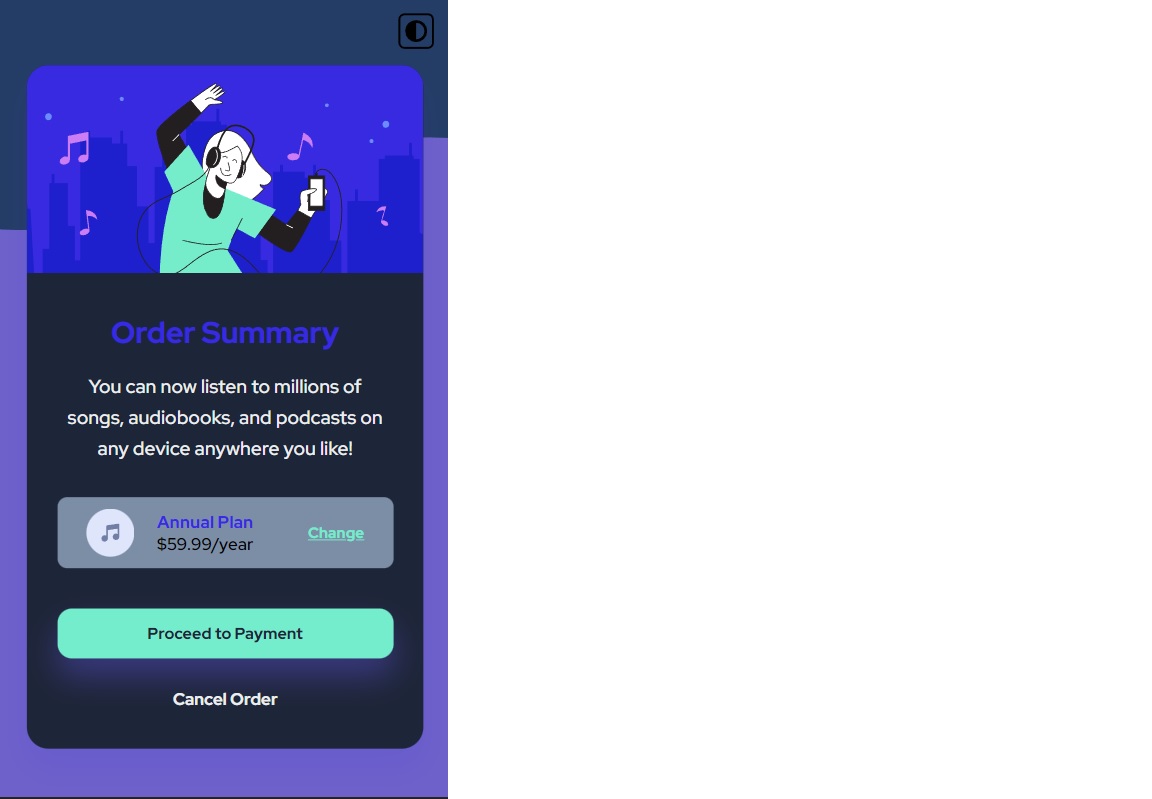 Order Summary
You can now listen to millions of
songs, audiobooks, and podcasts on
any device anywhere you like!
Annual Plan
$59.99/year
Change
Proceed to Payment
Cancel Order